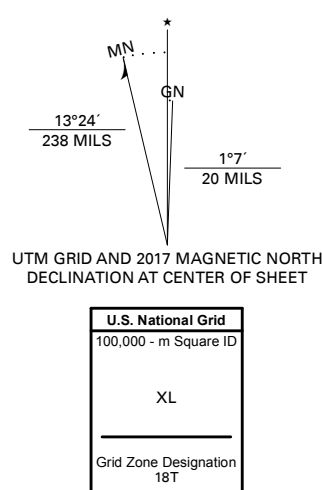 ★
MN
GN
13°24´
238 MILS
1°7´
20 MILS
UTM GRID AND 2017 MAGNETIC NORTH
DECLINATION AT CENTER OF SHEET
U.S. National Grid
100,000 - m Square ID
XL
Grid Zone Designation
18T